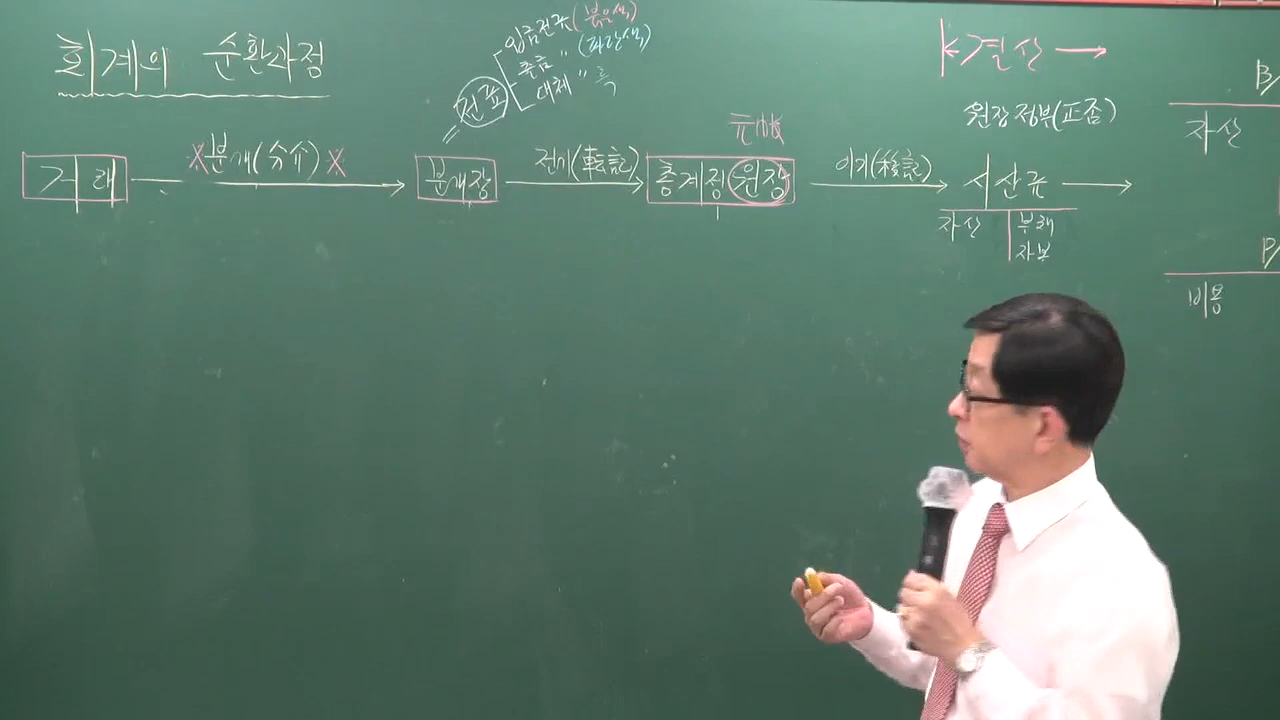 회계의 순환과정
전표
입금전표(붉은색)
출금 〃 (파란색)
대체 〃 흑
K결산 →
원장 정부(正否)
거래
X 분개(分介) X
분개장
전기(転記)
元帳
총계정원장
이기(移記)
시산표
자산
부채
자본
B/
자산
P/
비용